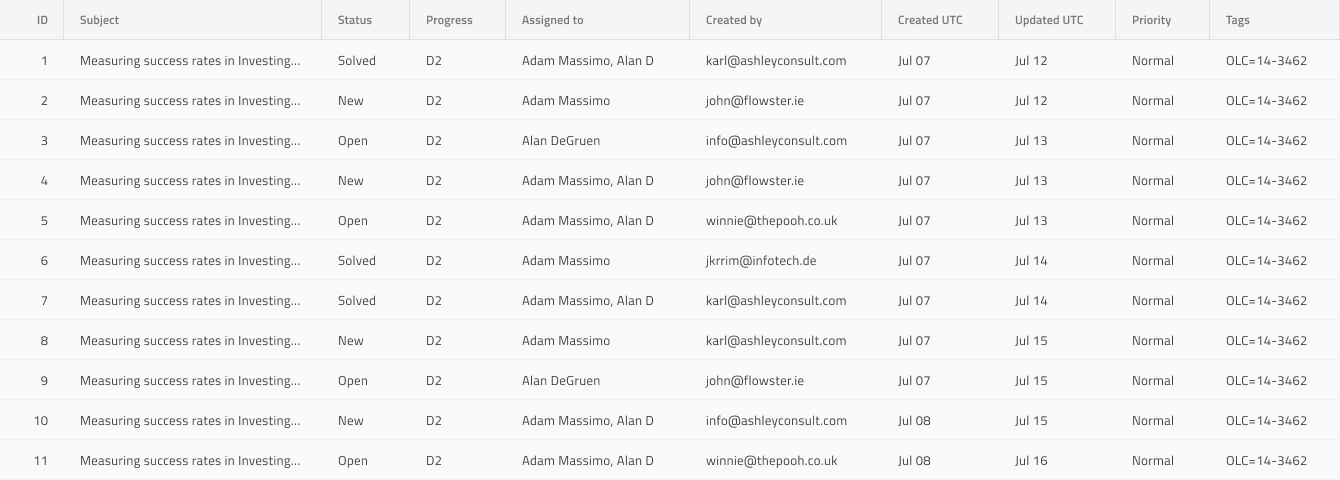 ID Subject Status Progress Assigned to Created by Created UTC Updated UTC Priority Tags
1 Measuring success rates in Investing... Solved D2 Adam Massimo, Alan D karl@ashleyconsult.com Jul 07 Jul 12 Normal OLC=14-3462
2 Measuring success rates in Investing... New D2 Adam Massimo john@flowster.ie Jul 07 Jul 12 Normal OLC=14-3462
3 Measuring success rates in Investing... Open D2 Alan DeGruen info@ashleyconsult.com Jul 07 Jul 13 Normal OLC=14-3462
4 Measuring success rates in Investing... New D2 Adam Massimo, Alan D john@flowster.ie Jul 07 Jul 13 Normal OLC=14-3462
5 Measuring success rates in Investing... Open D2 Adam Massimo, Alan D winnie@thepooh.co.uk Jul 07 Jul 13 Normal OLC=14-3462
6 Measuring success rates in Investing... Solved D2 Adam Massimo jkrrim@infotech.de Jul 07 Jul 14 Normal OLC=14-3462
7 Measuring success rates in Investing... Solved D2 Adam Massimo, Alan D karl@ashleyconsult.com Jul 07 Jul 14 Normal OLC=14-3462
8 Measuring success rates in Investing... New D2 Adam Massimo karl@ashleyconsult.com Jul 07 Jul 15 Normal OLC=14-3462
9 Measuring success rates in Investing... Open D2 Alan DeGruen john@flowster.ie Jul 07 Jul 15 Normal OLC=14-3462
10 Measuring success rates in Investing... New D2 Adam Massimo, Alan D info@ashleyconsult.com Jul 08 Jul 15 Normal OLC=14-3462
11 Measuring success rates in Investing... Open D2 Adam Massimo, Alan D winnie@thepooh.co.uk Jul 08 Jul 16 Normal OLC=14-3462